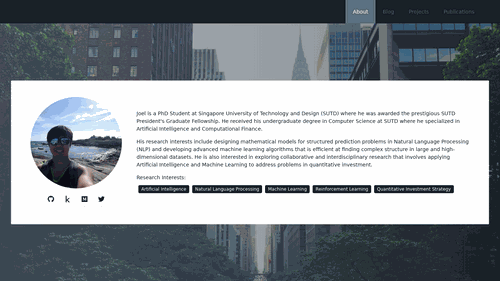 About Blog Projects Publications
Joel is a PhD Student at Singapore University of Technology and Design (SUTD) where he was awarded the prestigious SUTD
President's Graduate Fellowship. He received his undergraduate degree in Computer Science at SUTD where he specialized in
Artificial Intelligence and Computational Finance.
His research interests include designing mathematical models for structured prediction problems in Natural Language Processing
(NLP) and developing advanced machine learning algorithms that is efficient at finding complex structure in large and high-
dimensional datasets. He is also interested in exploring collaborative and interdisciplinary research that involves applying
Artificial Intelligence and Machine Learning to address problems in quantitative investment.
Research Interests:
Artificial Intelligence Natural Language Processing Machine Learning Reinforcement Learning Quantitative Investment Strategy